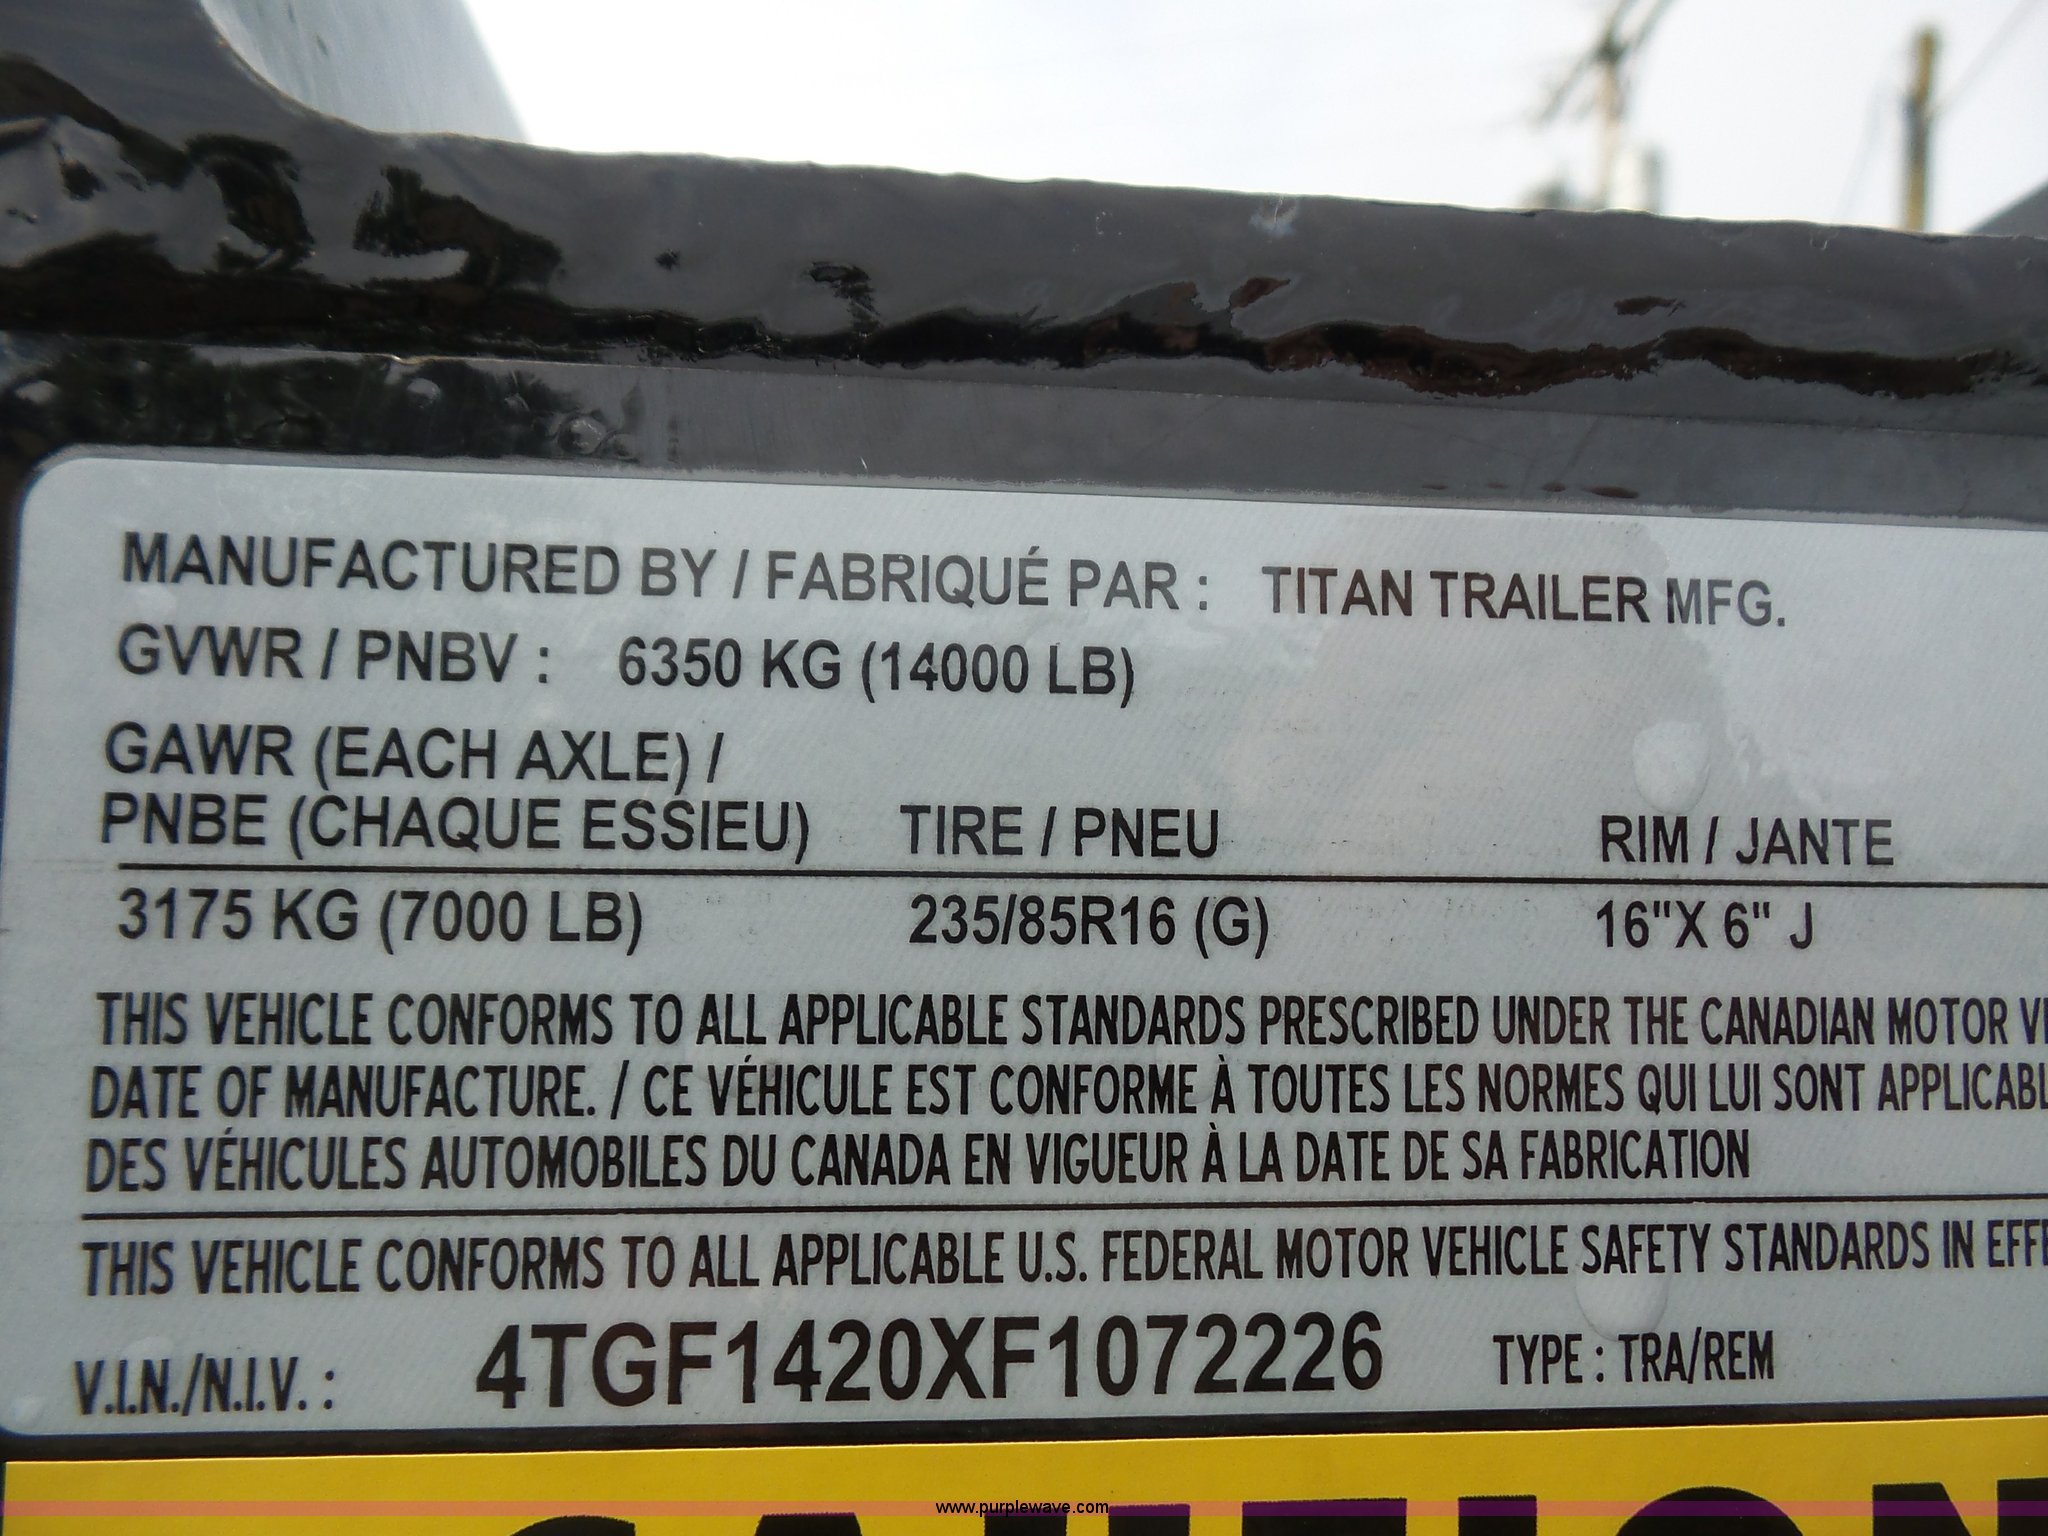 MANUFACTURED BY / FABRIQUÉ PAR : TITAN TRAILER MFG.
GVWR / PNBV : 6350 KG (14000 LB)
GAWR (EACH AXLE) /
PNBE (CHAQUE ESSIEU) TIRE / PNEU RIM / JANTE
3175 KG (7000 LB) 235/85R16 (G) 16"X 6" J
THIS VEHICLE CONFORMS TO ALL APPLICABLE STANDARDS PRESCRIBED UNDER THE CANADIAN MOTOR
DATE OF MANUFACTURE. / CE VÉHICULE EST CONFORME À TOUTES LES NORMES QUI LUI SONT
DES VÉHICULES AUTOMOBILES DU CANADA EN VIGUEUR À LA DATE DE SA FABRICATION
THIS VEHICLE CONFORMS TO ALL APPLICABLE U.S. FEDERAL MOTOR VEHICLE SAFETY STANDARDS IN
V.I.N./N.I.V. : 4TGF1420XF1072226 TYPE : TRA/REM
www.purplewave.com